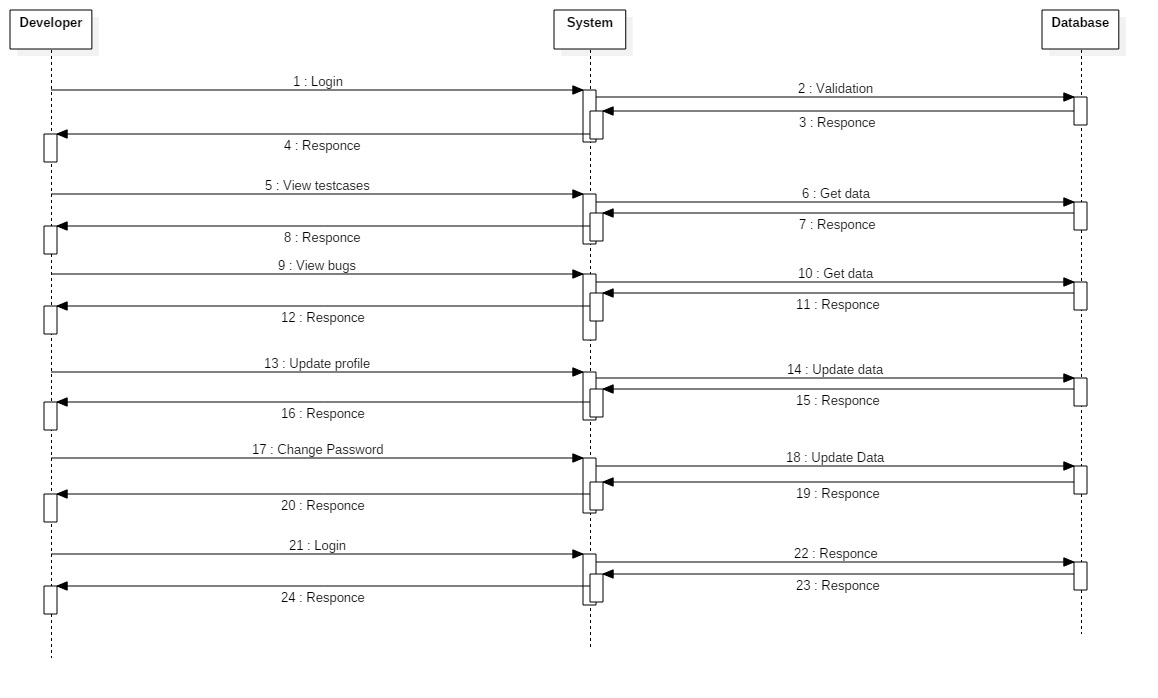 Developer
System
Database
1 : Login
2 : Validation
3 : Responce
4 : Responce
5 : View testcases
6 : Get data
7 : Responce
8 : Responce
9 : View bugs
10 : Get data
11 : Responce
12 : Responce
13 : Update profile
14 : Update data
15 : Responce
16 : Responce
17 : Change Password
18 : Update Data
19 : Responce
20 : Responce
21 : Login
22 : Responce
23 : Responce
24 : Responce